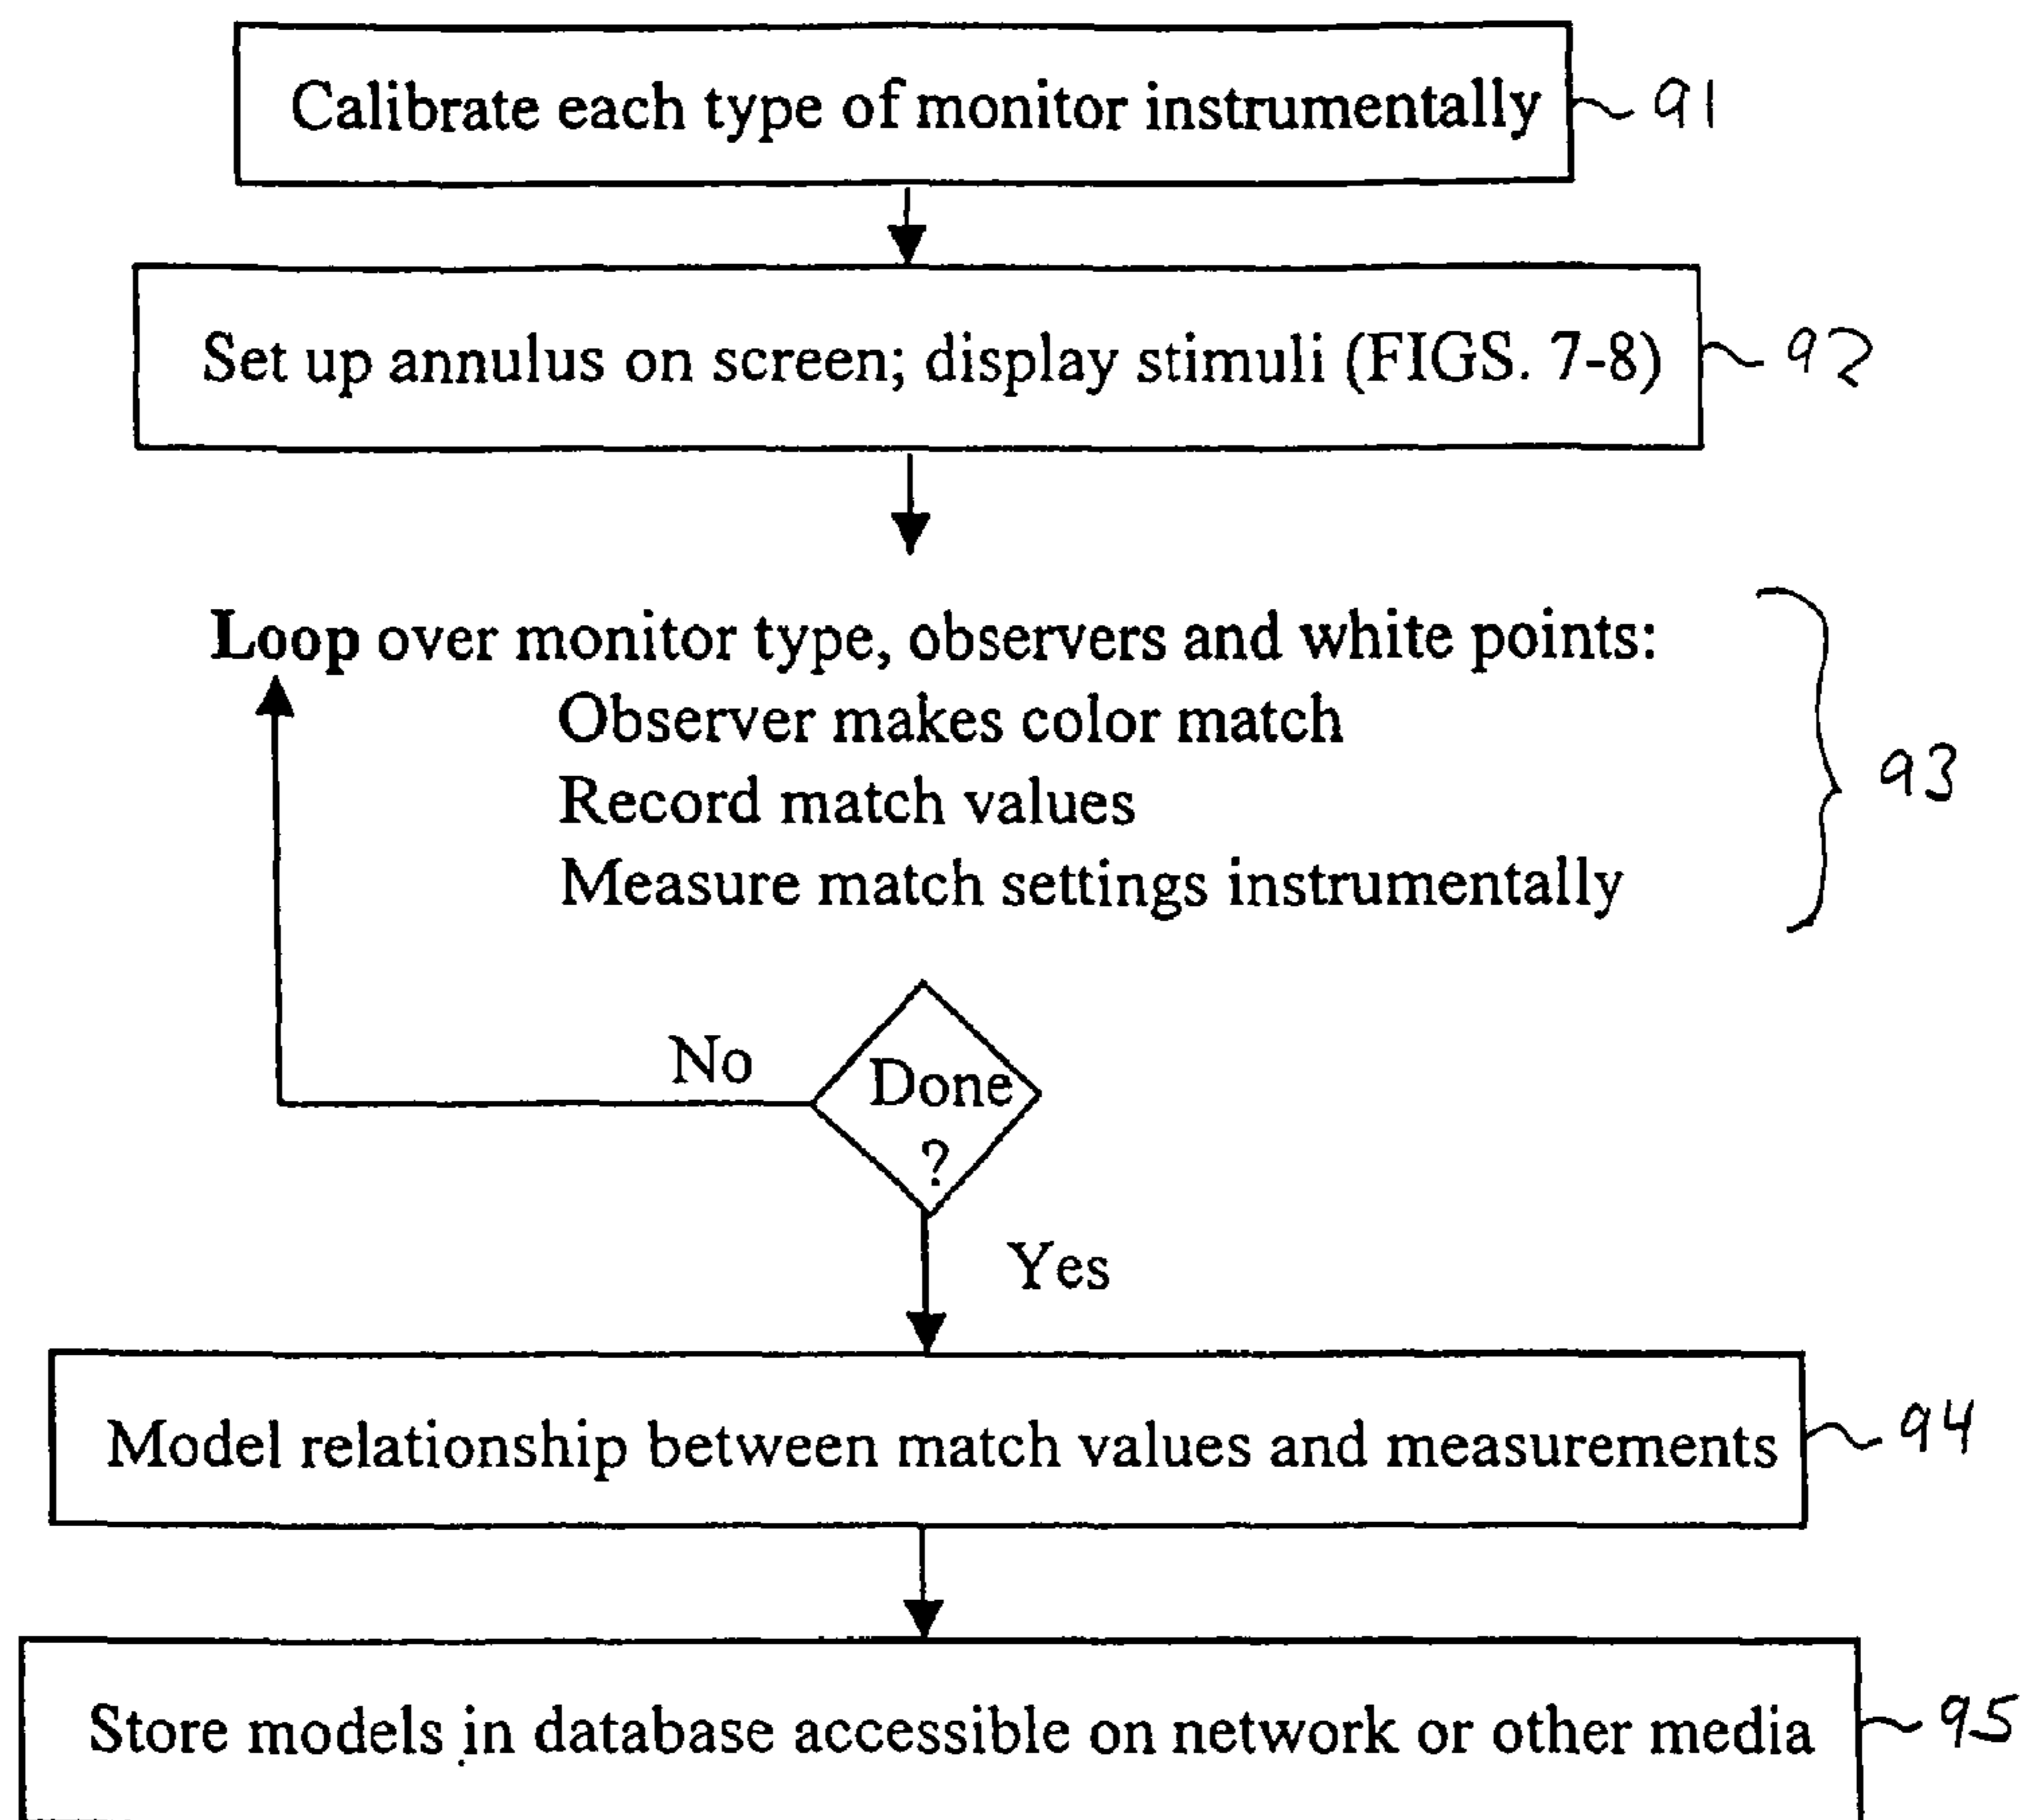 Calibrate each type of monitor instrumentally 91
Set up annulus on screen; display stimuli (FIGS. 7-8) 92
Loop over monitor type, observers and white points:
Observer makes color match
Record match values
Measure match settings instrumentally
93
No
Done
?
Yes
Model relationship between match values and measurements 94
Store models in database accessible on network or other media 95